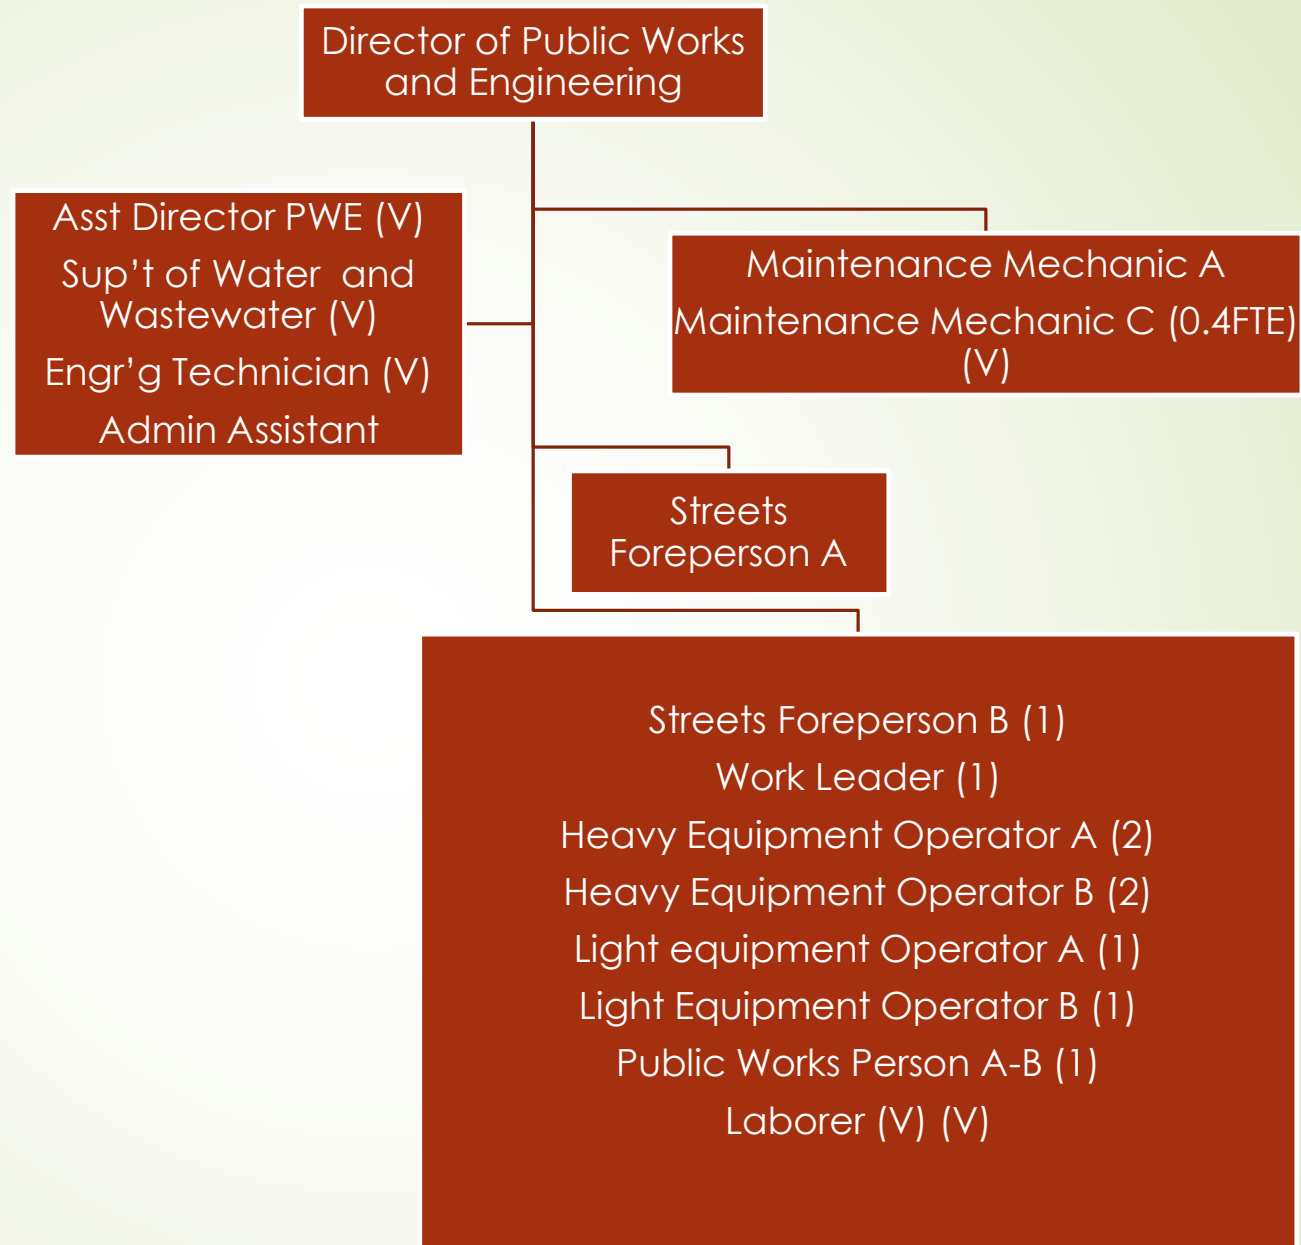 Director of Public Works
and Engineering
Asst Director PWE (V)
Sup't of Water and
Wastewater (V)
Engr'g Technician (V)
Admin Assistant
Maintenance Mechanic A
Maintenance Mechanic C (0.4FTE)
(V)
Streets
Foreperson A
Streets Foreperson B (1)
Work Leader (1)
Heavy Equipment Operator A (2)
Heavy Equipment Operator B (2)
Light equipment Operator A (1)
Light Equipment Operator B (1)
Public Works Person A-B (1)
Laborer (V) (V)